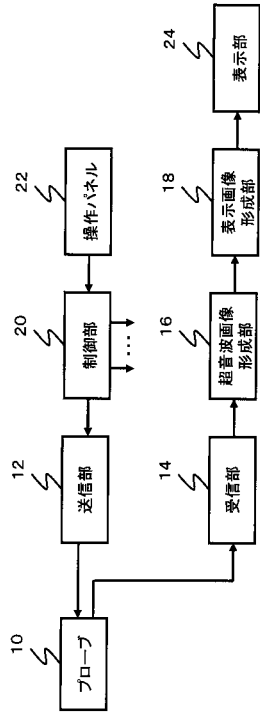 10
プローブ
12
送信部
20
制御部
22
操作パネル
14
受信部
16
超音波画像
形成部
18
表示画像
形成部
24
表示部